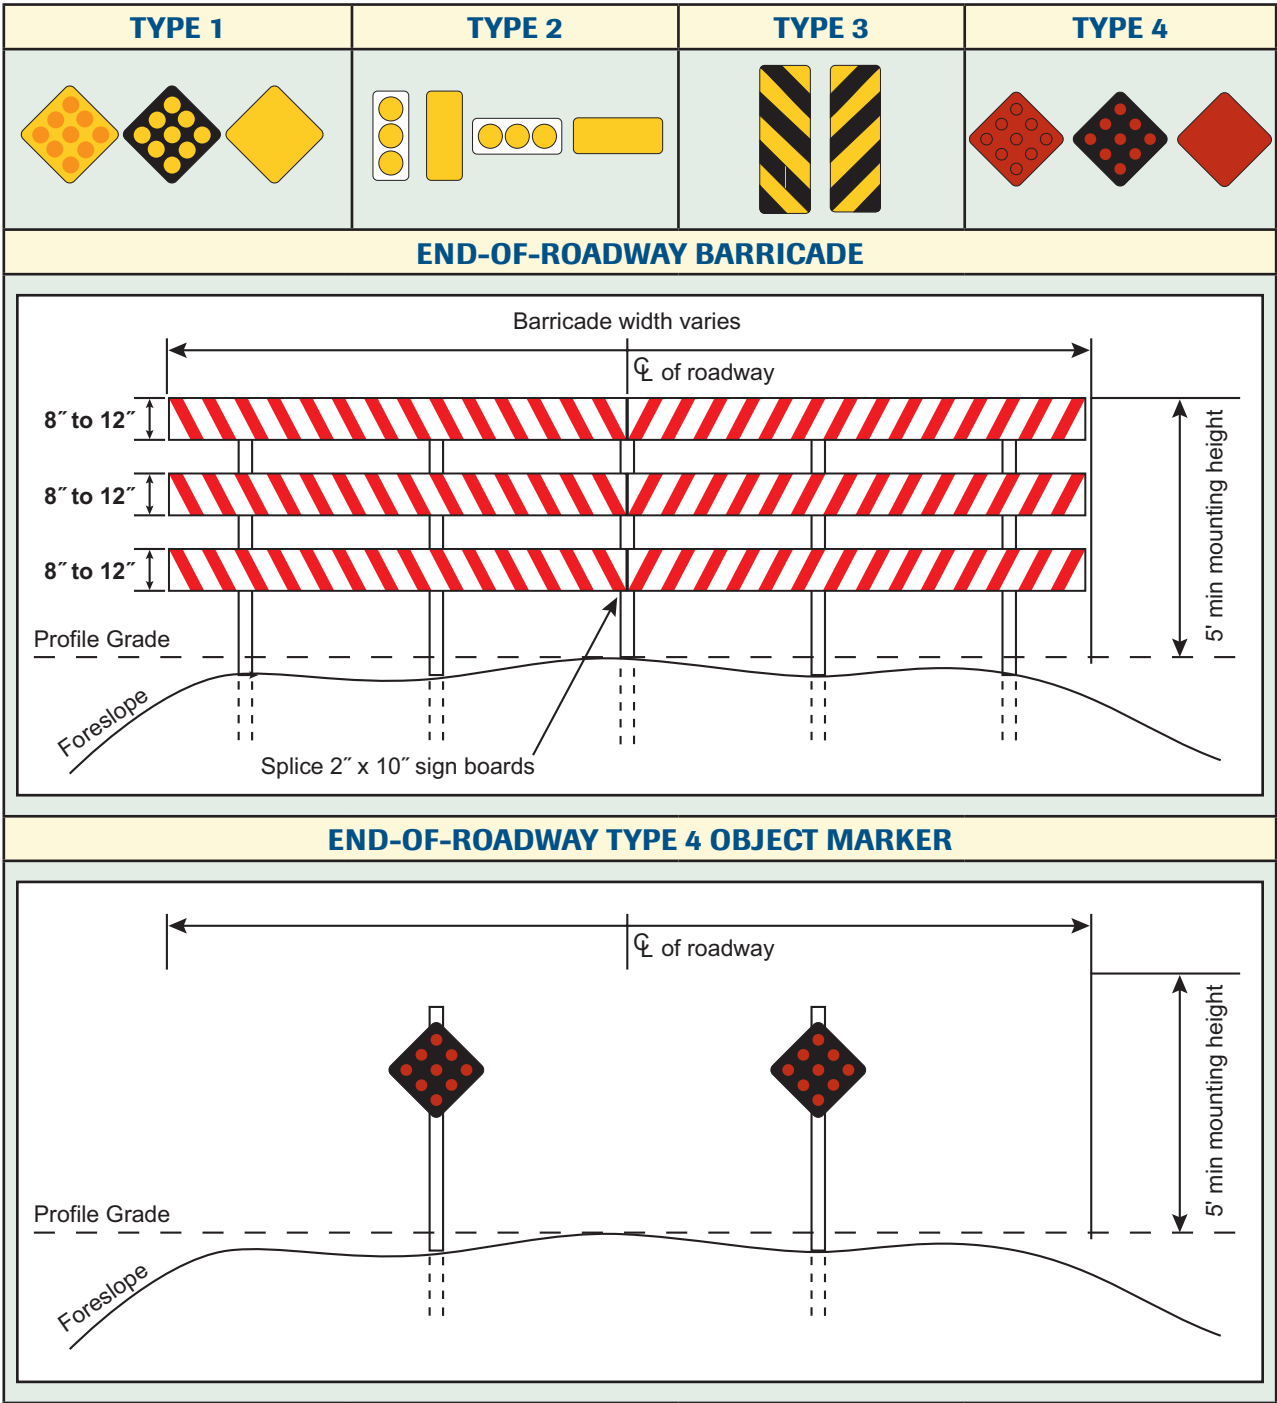 TYPE 1
TYPE 2
TYPE 3
TYPE 4
END-OF-ROADWAY BARRICADE
Barricade width varies
℄ of roadway
8˝ to 12˝
8˝ to 12˝
8˝ to 12˝
5' min mounting height
Profile Grade
Foreslope
Splice 2˝ x 10˝ sign boards
END-OF-ROADWAY TYPE 4 OBJECT MARKER
℄ of roadway
5' min mounting height
Profile Grade
Foreslope